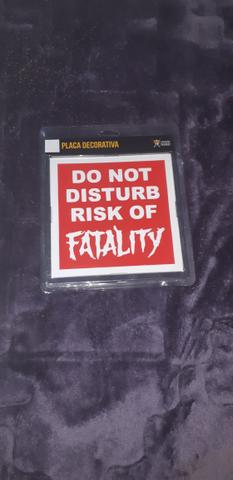 PLACA DECORATIVA
DO NOT
DISTURB
RISK OF
FATALITY